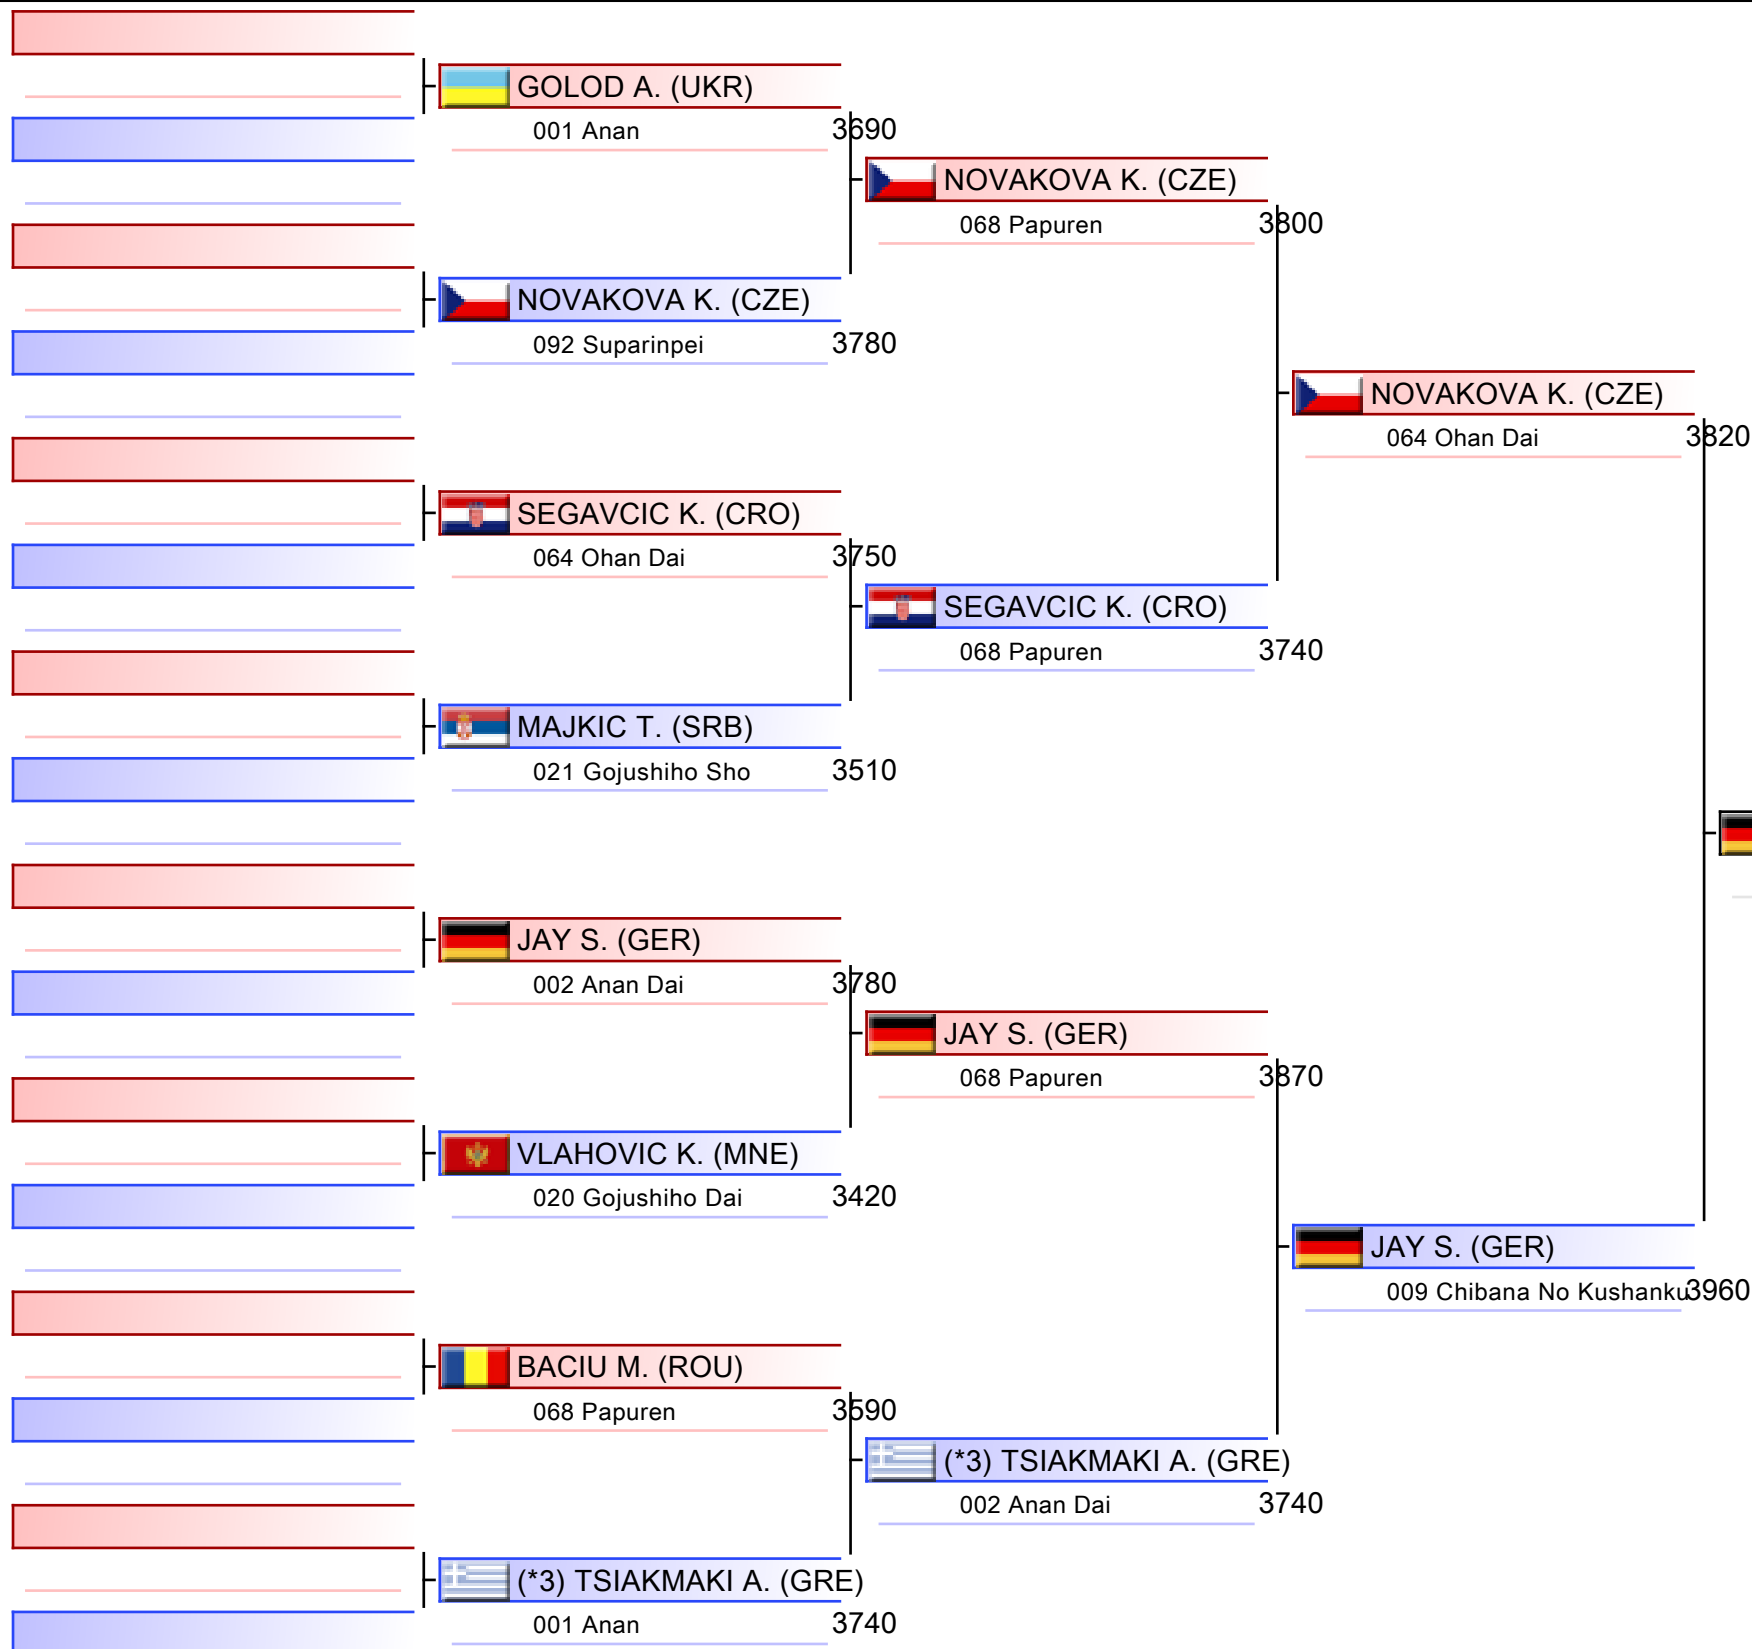 GOLOD A. (UKR)
001 Anan 3690
NOVAKOVA K. (CZE)
092 Suparinpei 3780
SEGAVCIC K. (CRO)
064 Ohan Dai 3750
MAJKIC T. (SRB)
021 Gojushiho Sho 3510
JAY S. (GER)
002 Anan Dai 3780
VLAHOVIC K. (MNE)
020 Gojushiho Dai 3420
BACIU M. (ROU)
068 Papuren 3590
(*3) TSIAKMAKI A. (GRE)
001 Anan 3740
NOVAKOVA K. (CZE)
068 Papuren 3800
SEGAVCIC K. (CRO)
068 Papuren 3740
JAY S. (GER)
068 Papuren 3870
(*3) TSIAKMAKI A. (GRE)
002 Anan Dai 3740
NOVAKOVA K. (CZE)
064 Ohan Dai 3820
JAY S. (GER)
009 Chibana No Kushanku 3960